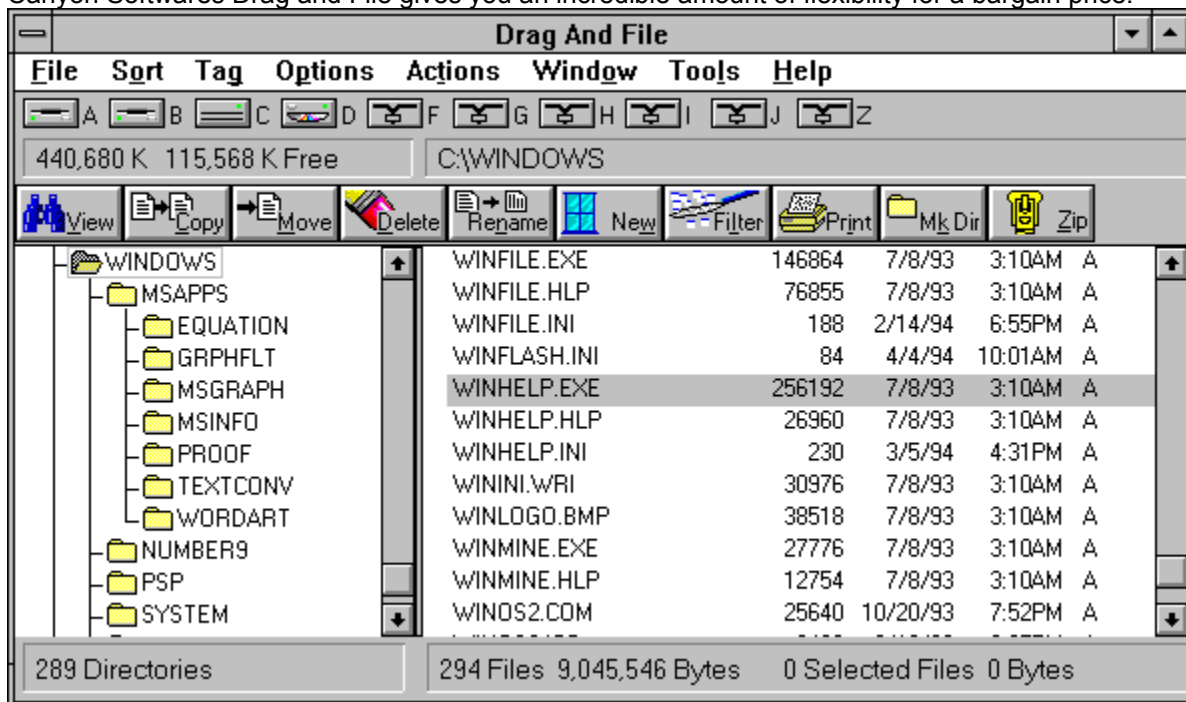 Canyon Softwares Drag and File gives you an incredible amount of flexibility for a bargain price.
Drag And File
File Sort Tag Options Actions Window Tools Help
A B C D F G H I J Z
440,680 K 115,568 K Free C:\WINDOWS
View Copy Move Delete Rename New Filter Print Mk Dir Zip
WINDOWS WINFILE.EXE 146864 7/8/93 3:10AM A
MSAPPS WINFILE.HLP 76855 7/8/93 3:10AM A
EQUATION WINFILE.INI 188 2/14/94 6:55PM A
GRPHFLT WINFLASH.INI 84 4/4/94 10:01AM A
MSGRAPH WINHELP.EXE 256192 7/8/93 3:10AM A
MSINFO WINHELP.HLP 26960 7/8/93 3:10AM A
PROOF WINHELP.INI 230 3/5/94 4:31PM A
TEXTCONV WININI.WRI 30976 7/8/93 3:10AM A
WORDART WINLOGO.BMP 38518 7/8/93 3:10AM A
NUMBER9 WINMINE.EXE 27776 7/8/93 3:10AM A
PSP WINMINE.HLP 12754 7/8/93 3:10AM A
SYSTEM WINOS2.COM 25640 10/20/93 7:52PM A
289 Directories 294 Files 9,045,546 Bytes 0 Selected Files 0 Bytes